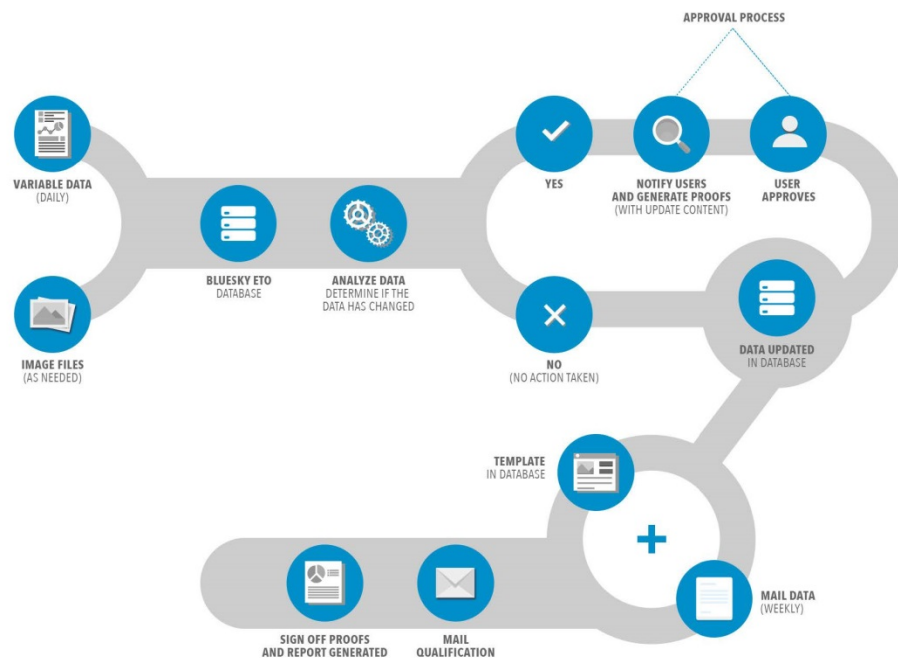 APPROVAL PROCESS
VARIABLE DATA
(DAILY)
YES
NOTIFY USERS
AND GENERATE PROOFS
(WITH UPDATE CONTENT)
USER
APPROVES
BLUESKY ETO
DATABASE
ANALYZE DATA
DETERMINE IF THE
DATA HAS CHANGED
IMAGE FILES
(AS NEEDED)
NO
(NO ACTION TAKEN)
DATA UPDATED
IN DATABASE
TEMPLATE
IN DATABASE
MAIL DATA
(WEEKLY)
SIGN OFF PROOFS
AND REPORT GENERATED
MAIL
QUALIFICATION